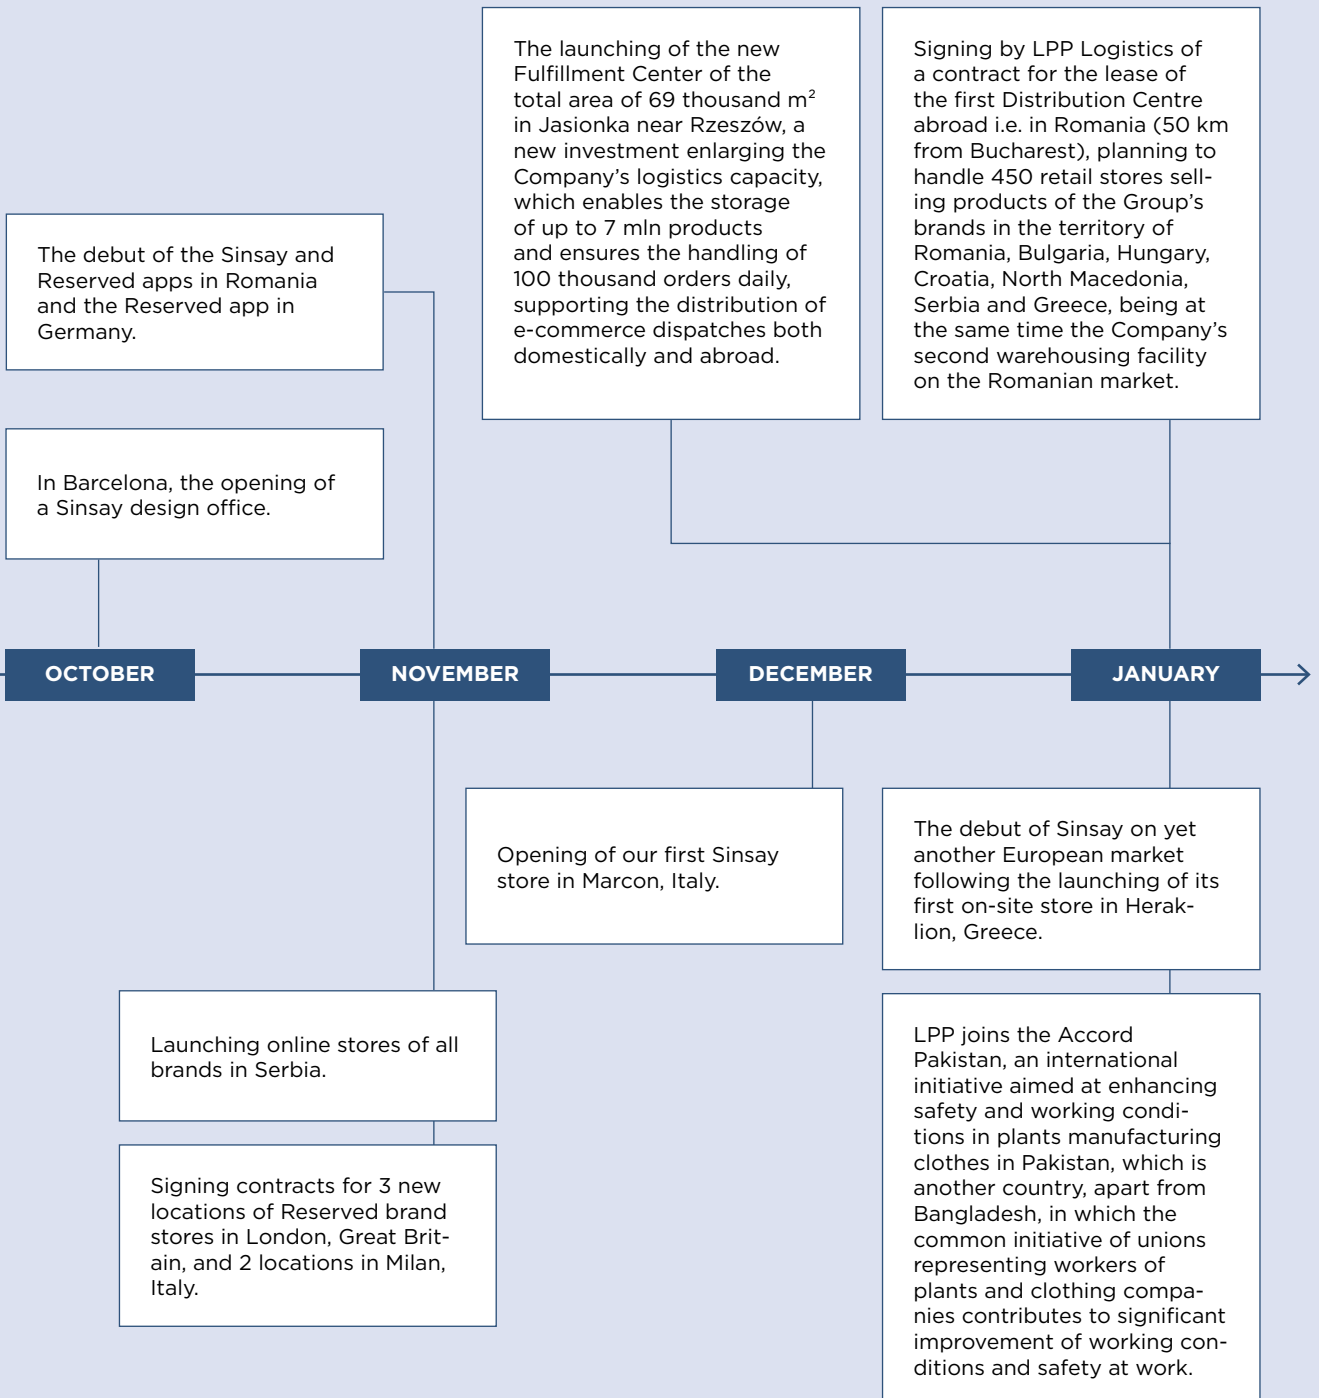 The launching of the new
Fulfillment Center of the
total area of 69 thousand m²
in Jasionka near Rzeszów, a
new investment enlarging the
Company's logistics capacity,
which enables the storage
of up to 7 mln products
and ensures the handling of
100 thousand orders daily,
supporting the distribution of
e-commerce dispatches both
domestically and abroad.
Signing by LPP Logistics of
a contract for the lease of
the first Distribution Centre
abroad i.e. in Romania (50 km
from Bucharest), planning to
handle 450 retail stores sell-
ing products of the Group's
brands in the territory of
Romania, Bulgaria, Hungary,
Croatia, North Macedonia,
Serbia and Greece, being at
the same time the Company's
second warehousing facility
on the Romanian market.
The debut of the Sinsay and
Reserved apps in Romania
and the Reserved app in
Germany.
In Barcelona, the opening of
a Sinsay design office.
OCTOBER
NOVEMBER
DECEMBER
JANUARY
Opening of our first Sinsay
store in Marcon, Italy.
The debut of Sinsay on yet
another European market
following the launching of its
first on-site store in Herak-
lion, Greece.
Launching online stores of all
brands in Serbia.
Signing contracts for 3 new
locations of Reserved brand
stores in London, Great Brit-
ain, and 2 locations in Milan,
Italy.
LPP joins the Accord
Pakistan, an international
initiative aimed at enhancing
safety and working condi-
tions in plants manufacturing
clothes in Pakistan, which is
another country, apart from
Bangladesh, in which the
common initiative of unions
representing workers of
plants and clothing compa-
nies contributes to significant
improvement of working con-
ditions and safety at work.